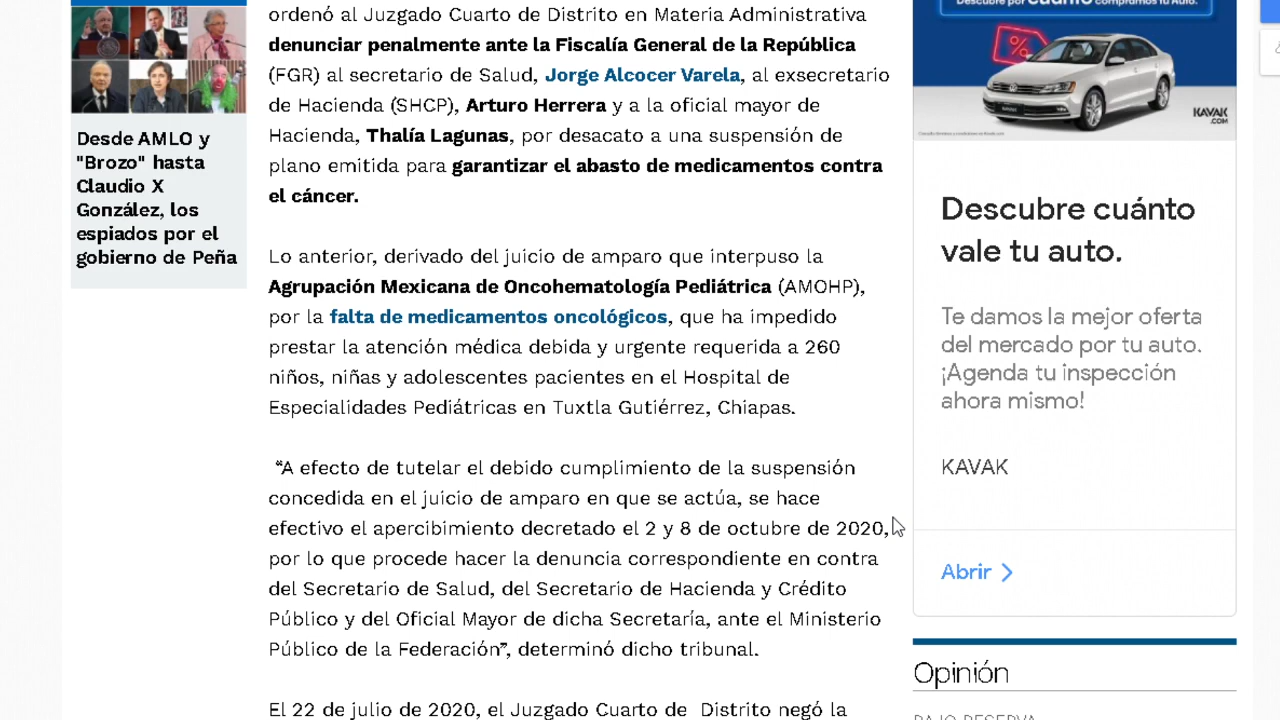 Desde AMLO y
"Brozo" hasta
Claudio X
González, los
espiados por el
gobierno de Peña
ordenó al Juzgado Cuarto de Distrito en Materia Administrativa
denunciar penalmente ante la Fiscalía General de la República
(FGR) al secretario de Salud, Jorge Alcocer Varela, al exsecretario
de Hacienda (SHCP), Arturo Herrera y a la oficial mayor de
Hacienda, Thalía Lagunas, por desacato a una suspensión de
plano emitida para garantizar el abasto de medicamentos contra
el cáncer.
Lo anterior, derivado del juicio de amparo que interpuso la
Agrupación Mexicana de Oncohematología Pediátrica (AMOHP),
por la falta de medicamentos oncológicos, que ha impedido
prestar la atención médica debida y urgente requerida a 260
niños, niñas y adolescentes pacientes en el Hospital de
Especialidades Pediátricas en Tuxtla Gutiérrez, Chiapas.
“A efecto de tutelar el debido cumplimiento de la suspensión
concedida en el juicio de amparo en que se actúa, se hace
efectivo el apercibimiento decretado el 2 y 8 de octubre de 2020,
por lo que procede hacer la denuncia correspondiente en contra
del Secretario de Salud, del Secretario de Hacienda y Crédito
Público y del Oficial Mayor de dicha Secretaría, ante el Ministerio
Público de la Federación”, determinó dicho tribunal.
El 22 de julio de 2020, el Juzgado Cuarto de Distrito negó la
Descubre por cuánto compramos tu Auto.
%
KAVAK
.COM
Descubre cuánto
vale tu auto.
Te damos la mejor oferta
del mercado por tu auto.
¡Agenda tu inspección
ahora mismo!
KAVAK
Abrir
Opinión
BAJO RESERVA